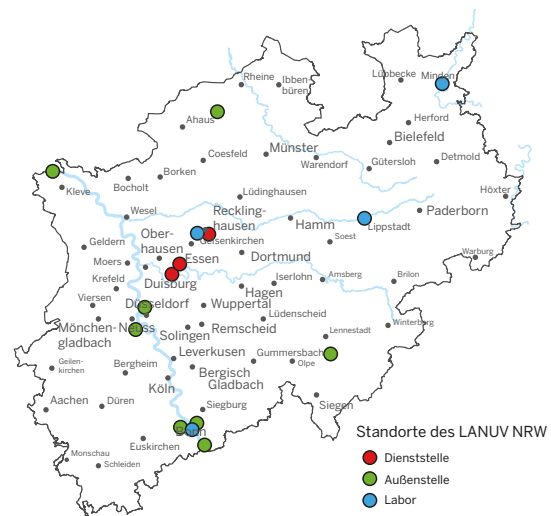 Rheine
Ibben-
büren
Lübbecke
Minden
Ahaus
Herford
Bielefeld
Coesfeld
Münster
Warendorf
Gütersloh
Detmold
Borken
Bocholt
Kleve
Lüdinghausen
Höxter
Wesel
Reckling-
hausen
Hamm
Lippstadt
Paderborn
Geldern
Ober-
hausen
Gelsenkirchen
Soest
Moers
Essen
Dortmund
Warburg
Krefeld
Duisburg
Iserlohn
Arnsberg
Brilon
Viersen
Düsseldorf
Wuppertal
Hagen
Mönchen-
gladbach
Neuss
Solingen
Remscheid
Lüdenscheid
Lennestadt
Winterberg
Geilen-
kirchen
Bergheim
Leverkusen
Gummersbach
Olpe
Köln
Bergisch
Gladbach
Aachen
Düren
Siegburg
Siegen
Bonn
Euskirchen
Monschau
Schleiden
Standorte des LANUV NRW
Dienststelle
Außenstelle
Labor